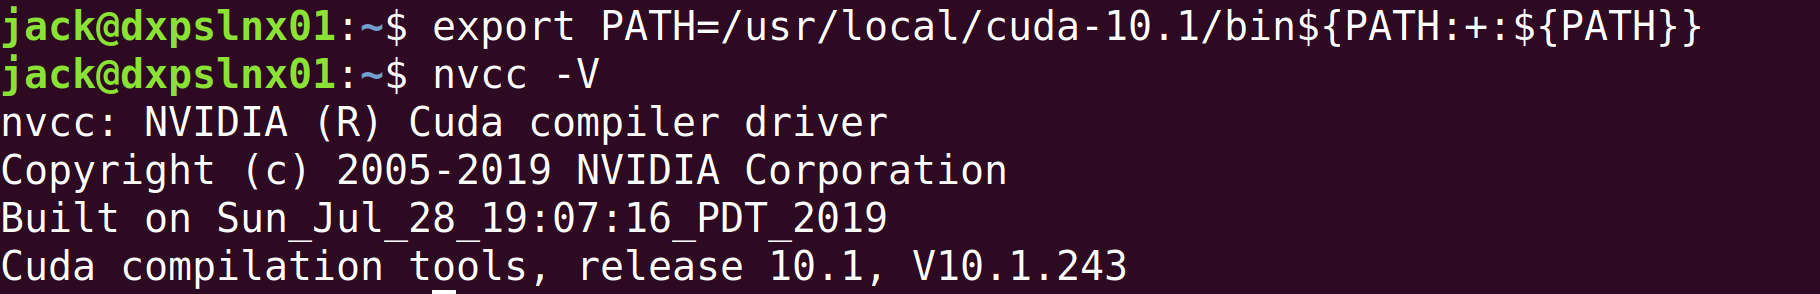 jack@dxpslnx01:~$ export PATH=/usr/local/cuda-10.1/bin${PATH:+:${PATH}}
jack@dxpslnx01:~$ nvcc -V
nvcc: NVIDIA (R) Cuda compiler driver
Copyright (c) 2005-2019 NVIDIA Corporation
Built on Sun_Jul_28_19:07:16_PDT_2019
Cuda compilation tools, release 10.1, V10.1.243